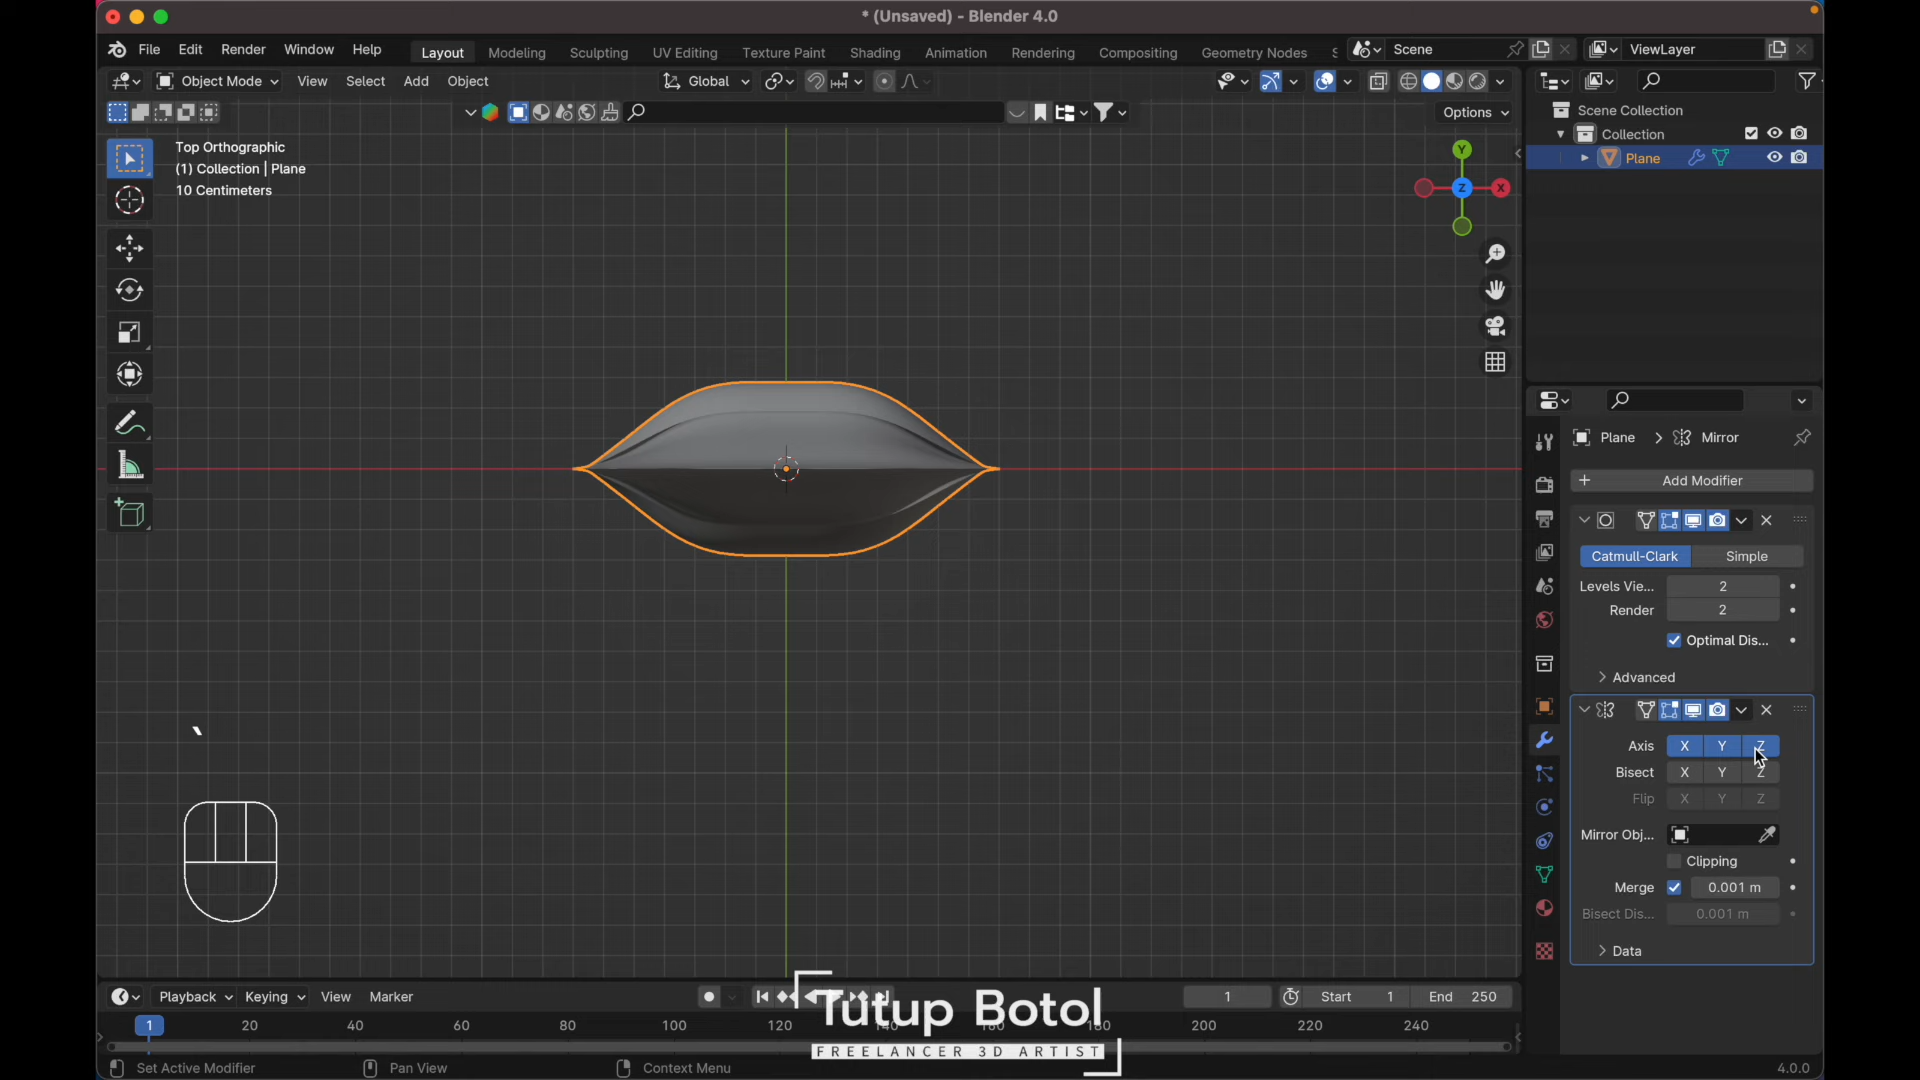 * (Unsaved) - Blender 4.0
File Edit Render Window Help Layout Modeling Sculpting UV Editing Texture Paint Shading Animation Rendering Compositing Geometry Nodes Scene ViewLayer
Object Mode View Select Add Object Global
Options
Scene Collection
Collection
Plane
Top Orthographic
(1) Collection | Plane
10 Centimeters
Y
Z X
Plane > Mirror
+ Add Modifier
Catmull-Clark Simple
Levels Vie... 2
Render 2
Optimal Dis...
Advanced
Axis X Y Z
Bisect X Y Z
Flip X Y Z
Mirror Obj...
Clipping
Merge 0.001 m
Bisect Dis... 0.001 m
Data
`
Playback Keying View Marker 1 Start 1 End 250
1 20 40 60 80 100 120 140 160 180 200 220 240
Tutup Botol
FREELANCER 3D ARTIST
Set Active Modifier Pan View Context Menu 4.0.0